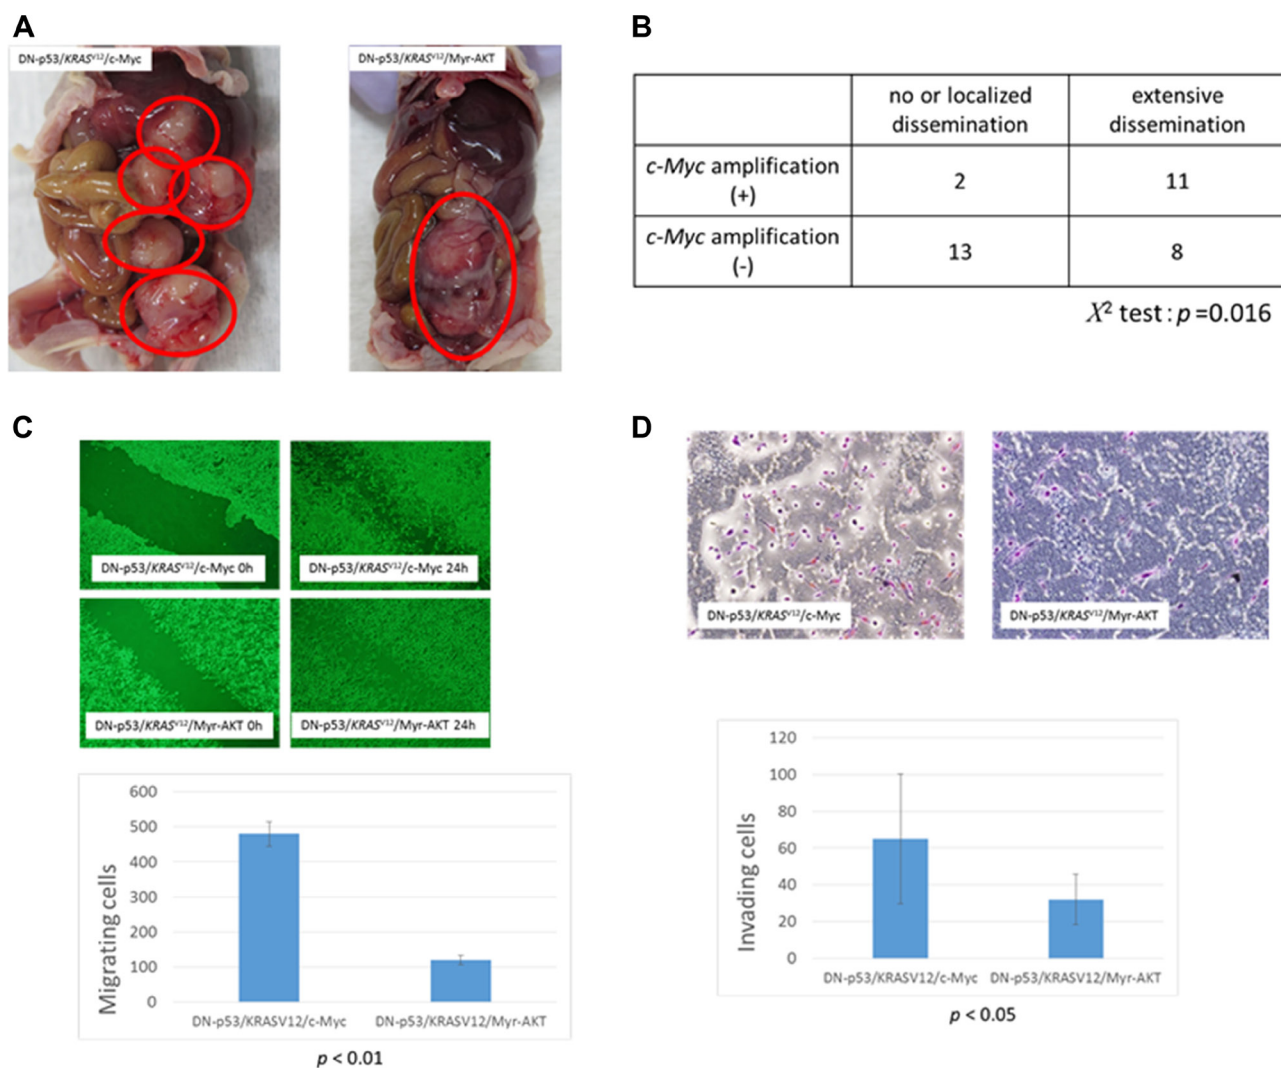 A
DN-p53/KRASV12/c-Myc
DN-p53/KRASV12/Myr-AKT
B
no or localized
dissemination
extensive
dissemination
c-Myc amplification
(+)
2
11
c-Myc amplification
(-)
13
8
X² test : p =0.016
C
DN-p53/KRASV12/c-Myc 0h
DN-p53/KRASV12/c-Myc 24h
DN-p53/KRASV12/Myr-AKT 0h
DN-p53/KRASV12/Myr-AKT 24h
Migrating cells
600
500
400
300
200
100
0
DN-p53/KRASV12/c-Myc
DN-p53/KRASV12/Myr-AKT
p < 0.01
D
DN-p53/KRASV12/c-Myc
DN-p53/KRASV12/Myr-AKT
Invading cells
120
100
80
60
40
20
0
DN-p53/KRASV12/c-Myc
DN-p53/KRASV12/Myr-AKT
p < 0.05